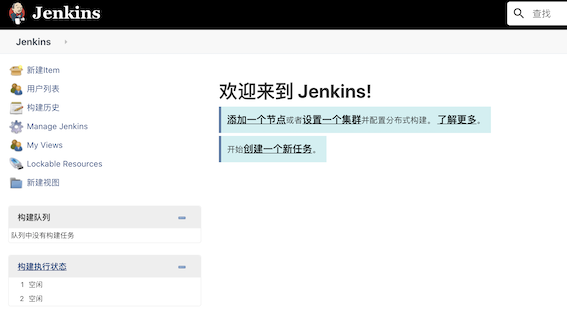 Jenkins
查找
Jenkins
新建Item
用户列表
构建历史
Manage Jenkins
My Views
Lockable Resources
新建视图
构建队列
队列中没有构建任务
构建执行状态
1 空闲
2 空闲
欢迎来到 Jenkins!
添加一个节点或者设置一个集群并配置分布式构建。 了解更多。
开始创建一个新任务。